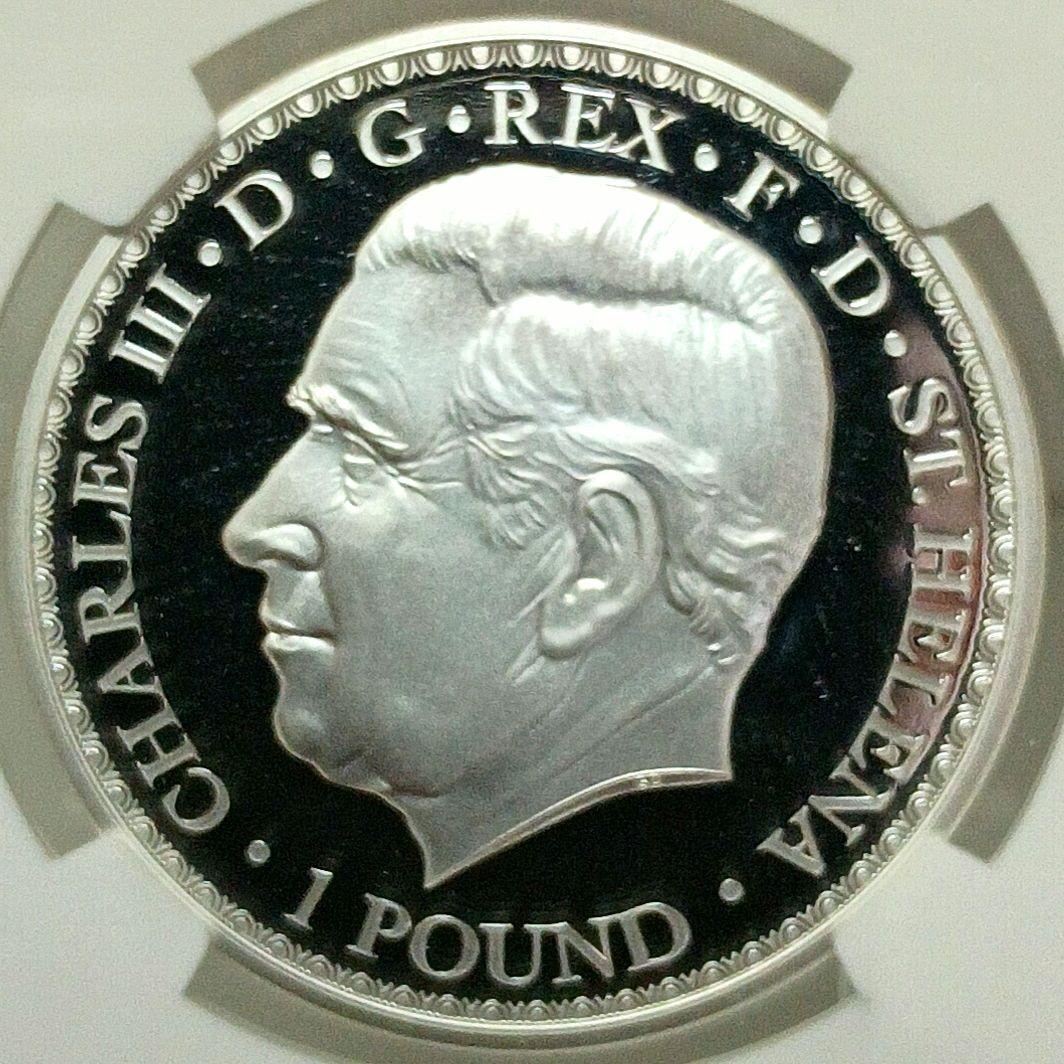 CHARLES III · D · G · REX · F · D · ST. HELENA ·
1 POUND ·